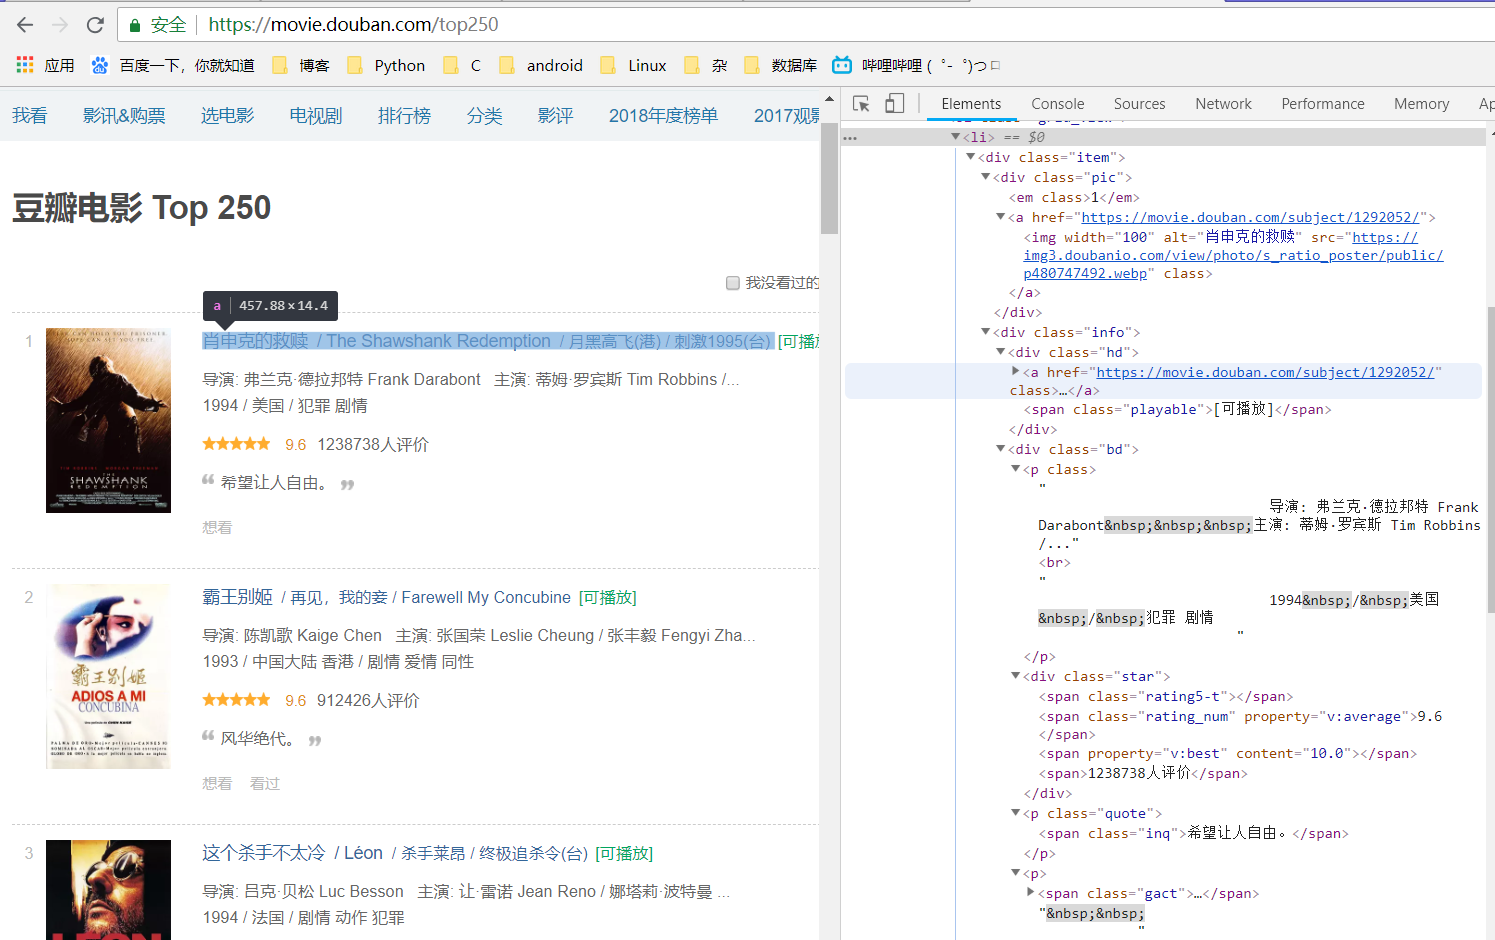 安全 https://movie.douban.com/top250
应用 百度一下，你就知道 博客 Python C android Linux 杂 数据库 哔哩哔哩 ( ゜- ゜)つロ
我看 影讯&购票 选电影 电视剧 排行榜 分类 影评 2018年度榜单 2017观影
豆瓣电影 Top 250
我没看过的
a 457.88 × 14.4
1
肖申克的救赎 / The Shawshank Redemption / 月黑高飞(港) / 刺激1995(台) [可播放
导演: 弗兰克·德拉邦特 Frank Darabont 主演: 蒂姆·罗宾斯 Tim Robbins /...
1994 / 美国 / 犯罪 剧情
9.6 1238738人评价
“ 希望让人自由。 ”
想看
THE
SHAWSHANK
REDEMPTION
2
霸王别姬 / 再见，我的妾 / Farewell My Concubine [可播放]
导演: 陈凯歌 Kaige Chen 主演: 张国荣 Leslie Cheung / 张丰毅 Fengyi Zha...
1993 / 中国大陆 香港 / 剧情 爱情 同性
9.6 912426人评价
“ 风华绝代。 ”
想看 看过
霸王别姬
ADIOS A MI
CONCUBINA
3
这个杀手不太冷 / Léon / 杀手莱昂 / 终极追杀令(台) [可播放]
导演: 吕克·贝松 Luc Besson 主演: 让·雷诺 Jean Reno / 娜塔莉·波特曼 ...
1994 / 法国 / 剧情 动作 犯罪
LEON
Elements Console Sources Network Performance Memory Ap
<li> == $0
<div class="item">
<div class="pic">
<em class>1</em>
<a href="https://movie.douban.com/subject/1292052/">
<img width="100" alt="肖申克的救赎" src="https://
img3.doubanio.com/view/photo/s_ratio_poster/public/
p480747492.webp" class>
</a>
</div>
<div class="info">
<div class="hd">
<a href="https://movie.douban.com/subject/1292052/"
class>…</a>
<span class="playable">[可播放]</span>
</div>
<div class="bd">
<p class>
"
导演: 弗兰克·德拉邦特 Frank
Darabont&nbsp;&nbsp;&nbsp;主演: 蒂姆·罗宾斯 Tim Robbins
/..."
<br>
"
1994&nbsp;/&nbsp;美国
&nbsp;/&nbsp;犯罪 剧情
"
</p>
<div class="star">
<span class="rating5-t"></span>
<span class="rating_num" property="v:average">9.6
</span>
<span property="v:best" content="10.0"></span>
<span>1238738人评价</span>
</div>
<p class="quote">
<span class="inq">希望让人自由。</span>
</p>
<p>
<span class="gact">…</span>
"&nbsp;&nbsp;
"